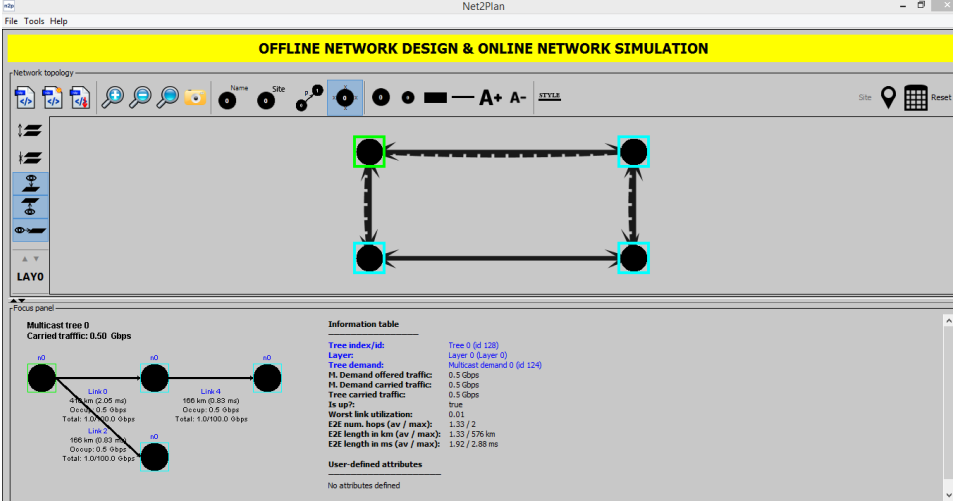 n2p Net2Plan
File Tools Help
OFFLINE NETWORK DESIGN & ONLINE NETWORK SIMULATION
Network topology
Name Site A+ A- STYLE Site Reset
LAY0
Focus panel
Multicast tree 0
Carried trafffic: 0.50 Gbps
n0 n0 n0
Link 0
410 km (2.05 ms)
Occup: 0.5 Gbps
Total: 1.0/100.0 Gbps
Link 4
166 km (0.83 ms)
Occup: 0.5 Gbps
Total: 1.0/100.0 Gbps
Link 2
166 km (0.83 ms)
Occup: 0.5 Gbps
Total: 1.0/100.0 Gbps
n0
Information table
Tree index/id: Tree 0 (id 128)
Layer: Layer 0 (Layer 0)
Tree demand: Multicast demand 0 (id 124)
M. Demand offered traffic: 0.5 Gbps
M. Demand carried traffic: 0.5 Gbps
Tree carried traffic: 0.5 Gbps
Is up?: true
Worst link utilization: 0.01
E2E num. hops (av / max): 1.33 / 2
E2E length in km (av / max): 1.33 / 576 km
E2E length in ms (av / max): 1.92 / 2.88 ms
User-defined attributes
No attributes defined